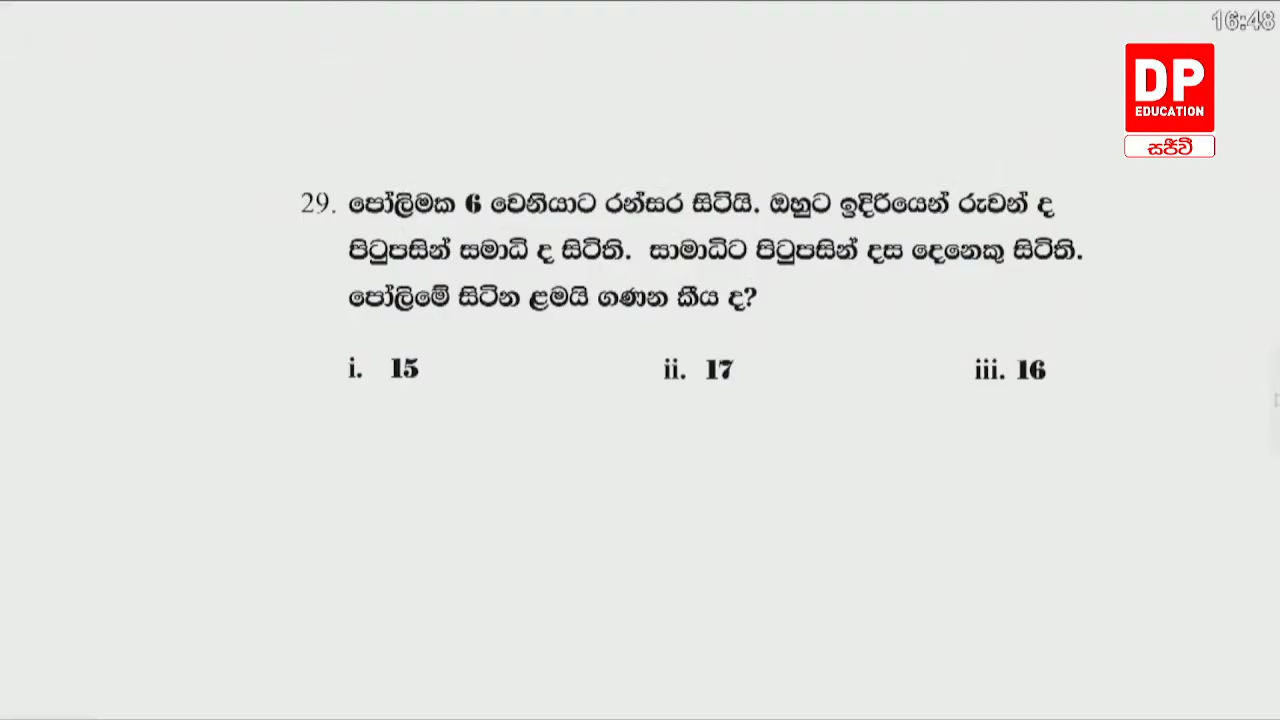 16:48
DP
EDUCATION
සජීවී
29. පෝලිමක 6 වෙනියාට රන්සර සිටියි. ඔහුට ඉදිරියෙන් රුවන් ද
පිටුපසින් සමාධි ද සිටිති. සාමාධිට පිටුපසින් දස දෙනෙකු සිටිති.
පෝලිමේ සිටින ළමයි ගණන කීය ද?
i. 15 ii. 17 iii. 16